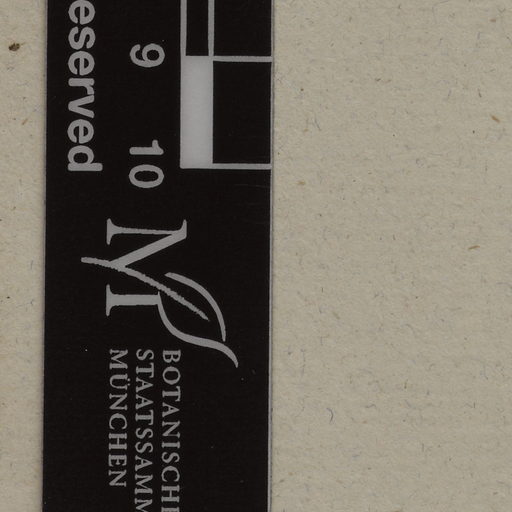 eserved
9 10
M
BOTANISCHE
STAATSSAMM
MÜNCHEN